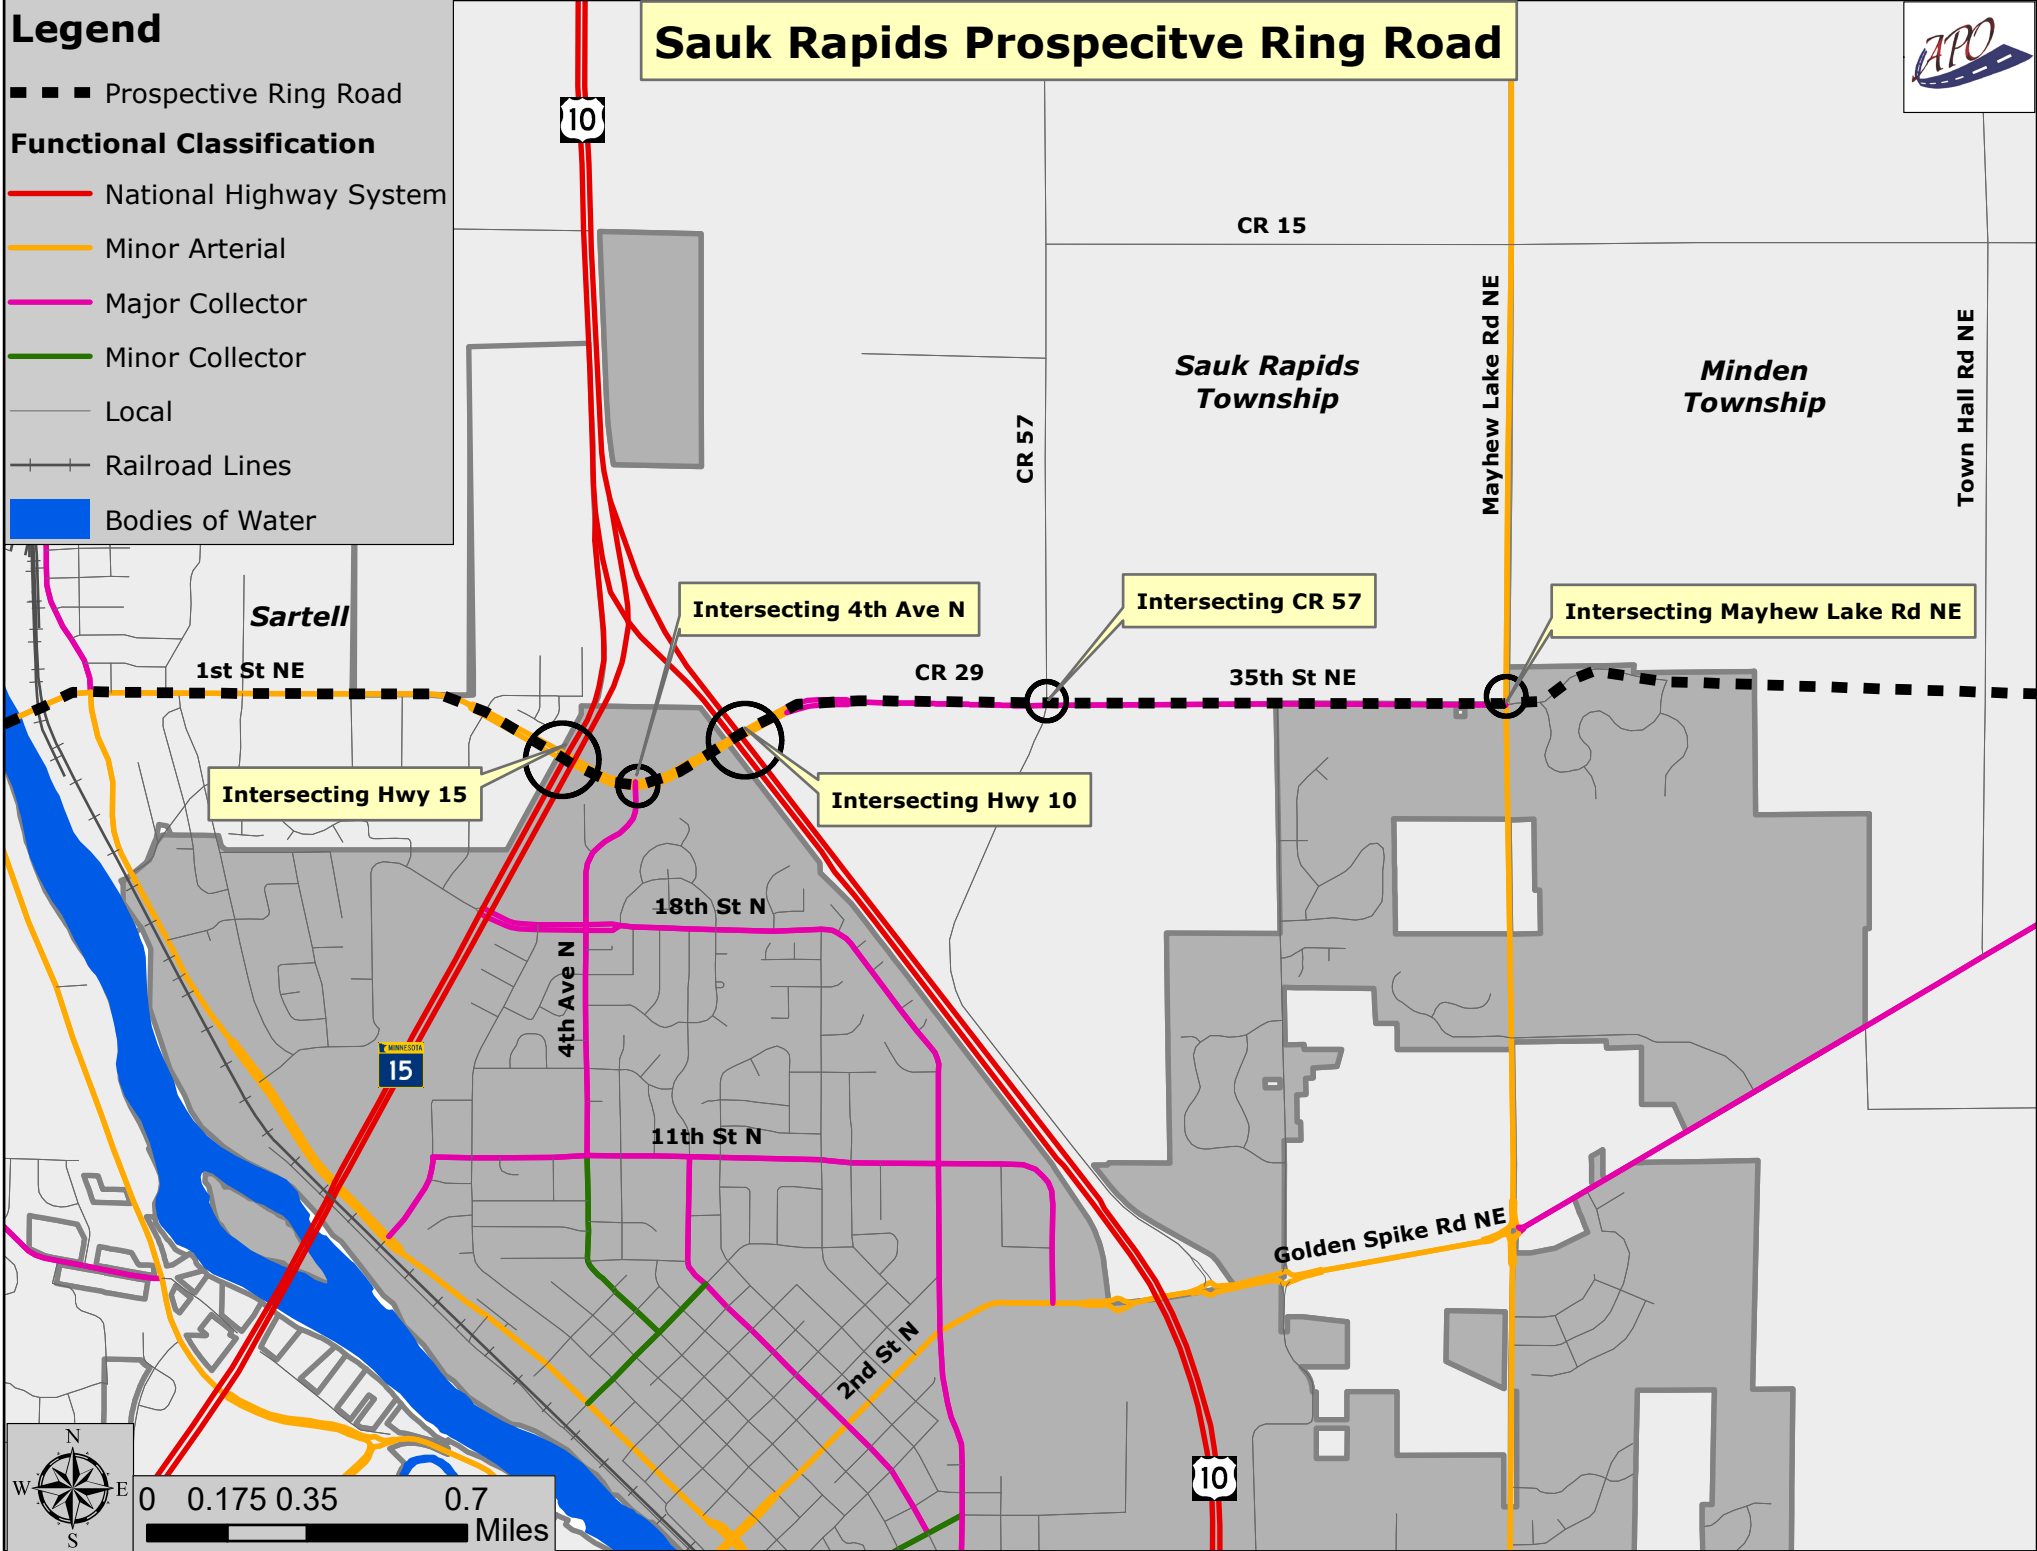 Legend
Prospective Ring Road
Functional Classification
National Highway System
Minor Arterial
Major Collector
Minor Collector
Local
Railroad Lines
Bodies of Water
Sauk Rapids Prospecitve Ring Road
APO
10
CR 15
Mayhew Lake Rd NE
Town Hall Rd NE
CR 57
Sauk Rapids
Township
Minden
Township
Sartell
1st St NE
Intersecting 4th Ave N
Intersecting CR 57
Intersecting Mayhew Lake Rd NE
CR 29
35th St NE
Intersecting Hwy 15
Intersecting Hwy 10
18th St N
4th Ave N
MINNESOTA
15
11th St N
Golden Spike Rd NE
2nd St N
10
N
W
E
S
0 0.175 0.35 0.7
Miles